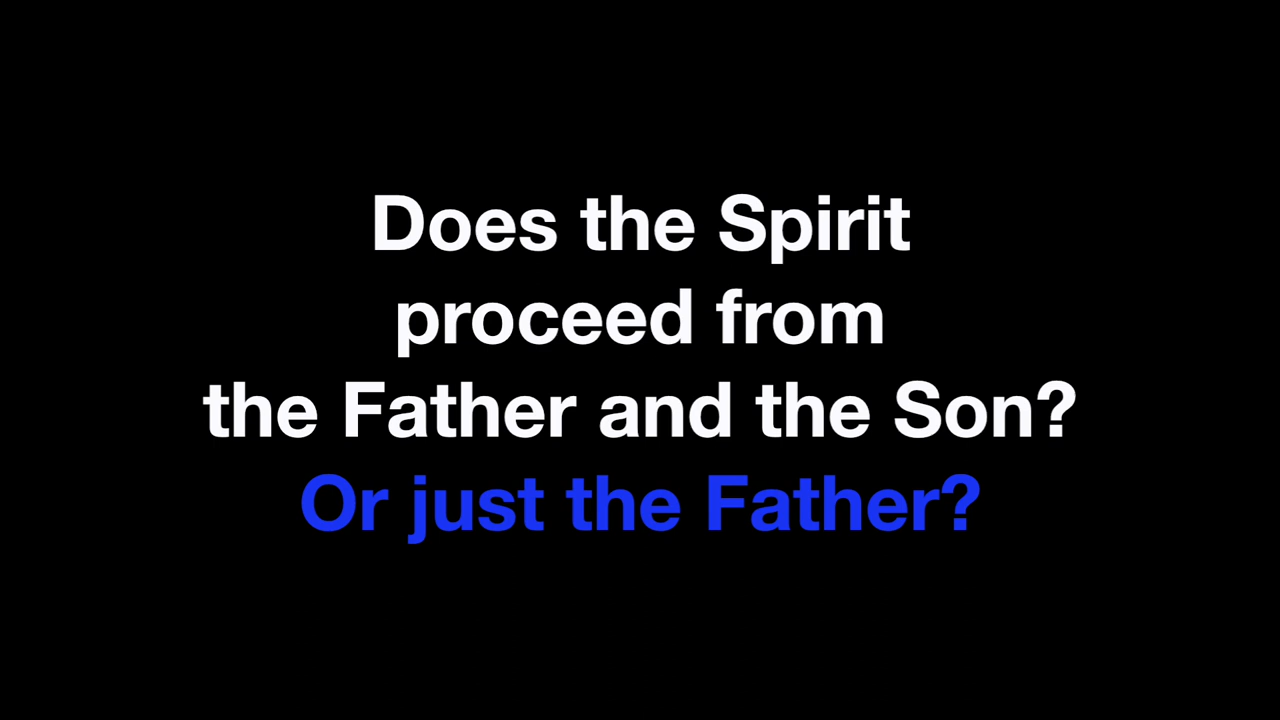 Does the Spirit
proceed from
the Father and the Son?
Or just the Father?